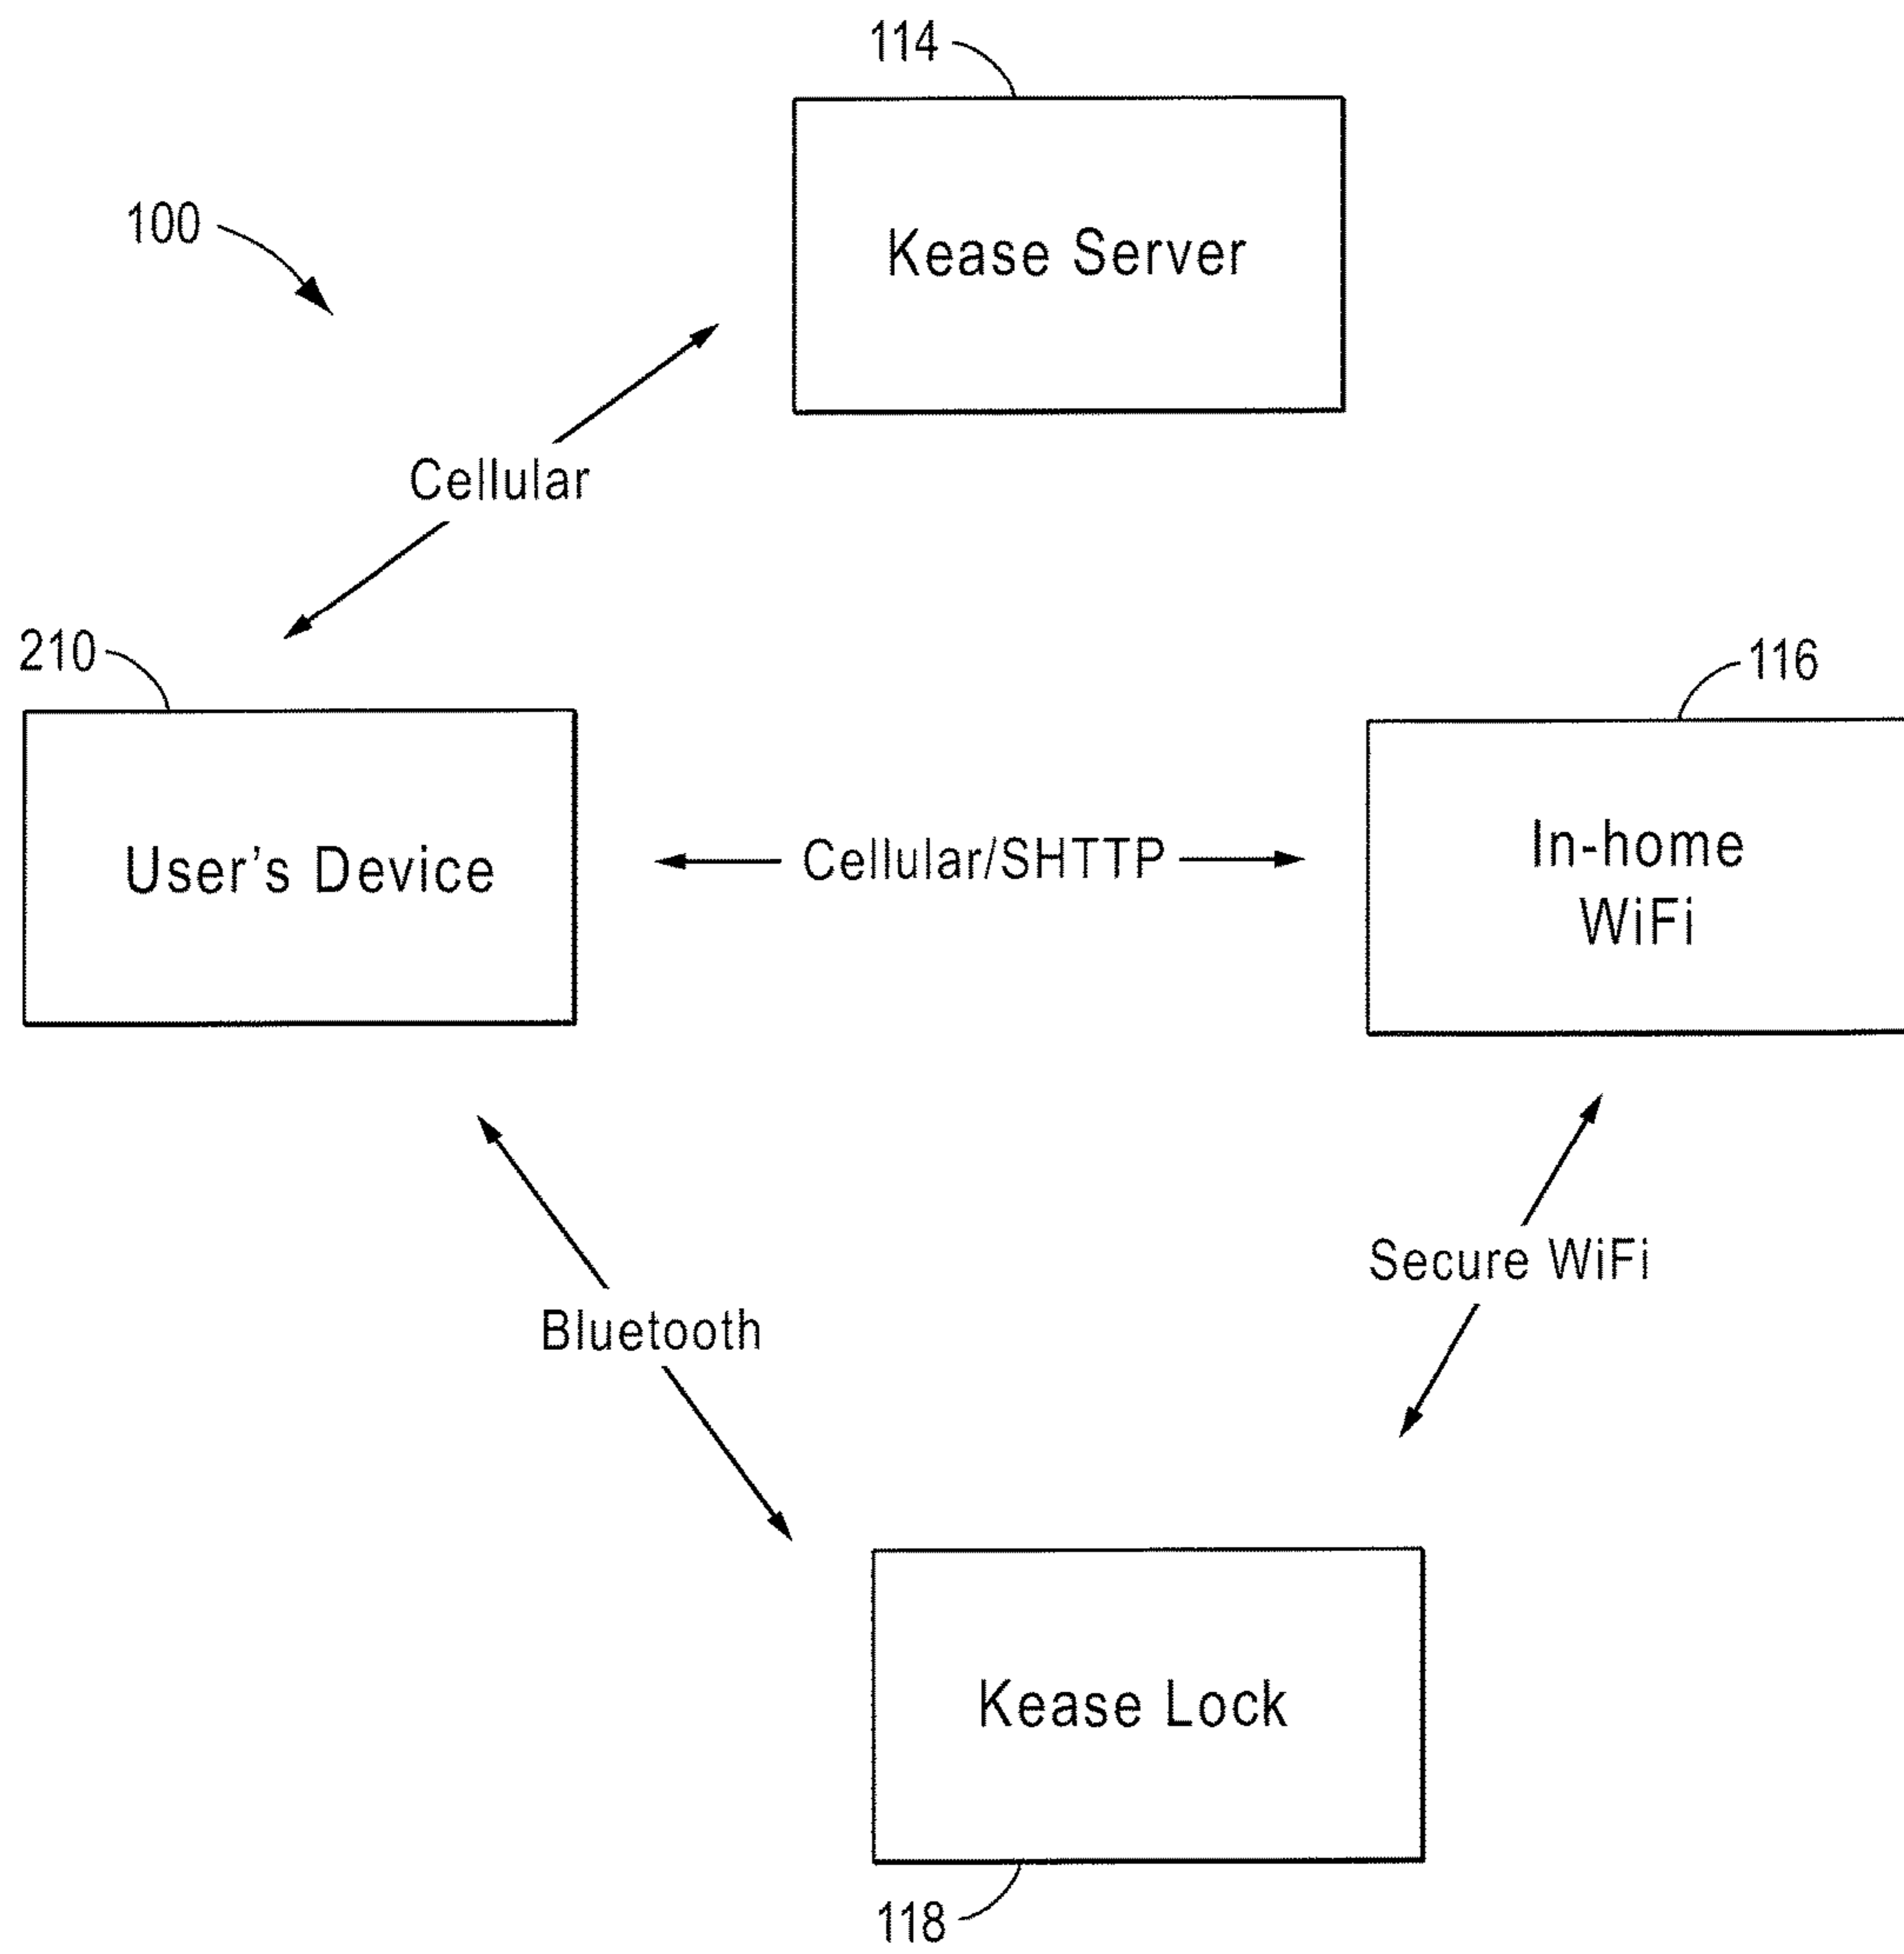 114
100
Kease Server
Cellular
210
116
User's Device
Cellular/SHTTP
In-home
WiFi
Secure WiFi
Bluetooth
Kease Lock
118